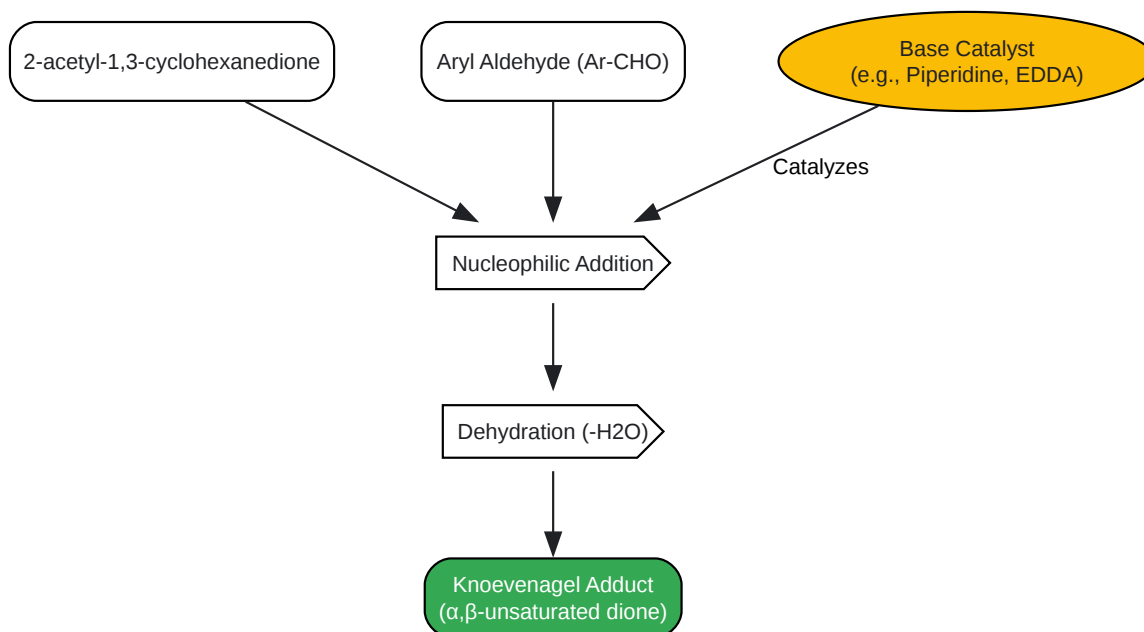 2-acetyl-1,3-cyclohexanedione
Aryl Aldehyde (Ar-CHO)
Base Catalyst
(e.g., Piperidine, EDDA)
Catalyzes
Nucleophilic Addition
Dehydration (-H2O)
Knoevenagel Adduct
(α,β-unsaturated dione)